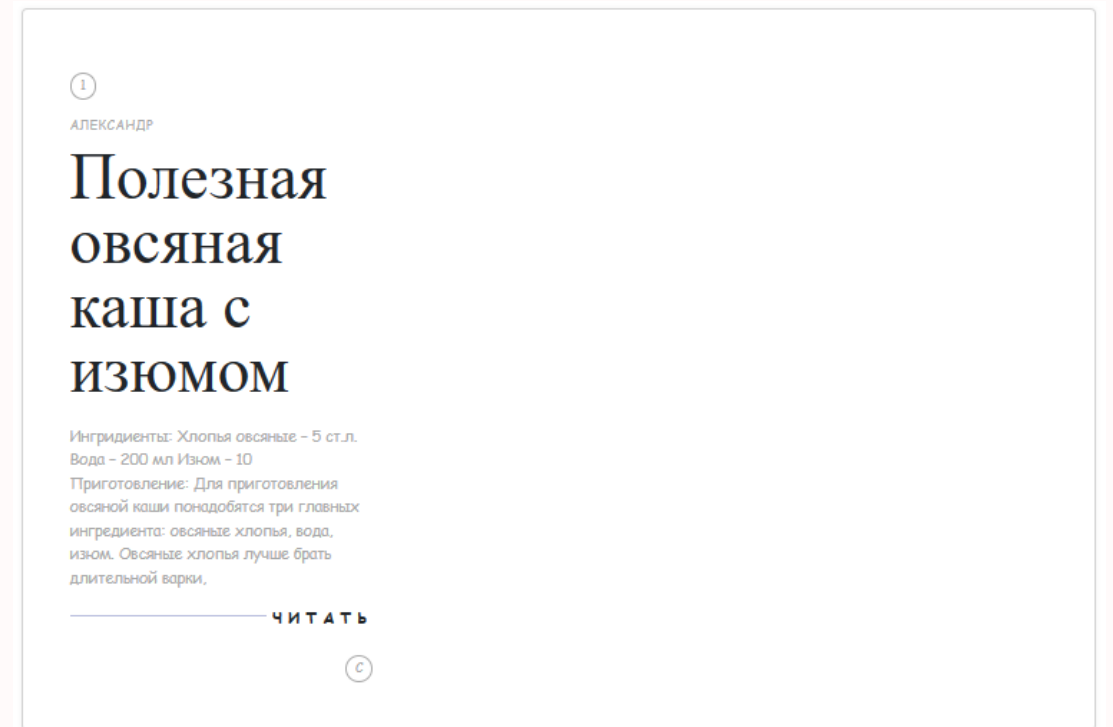 1
АЛЕКСАНДР
Полезная
овсяная
каша с
изюмом
Ингридиенты: Хлопья овсяные – 5 ст.л.
Вода – 200 мл Изюм – 10
Приготовление: Для приготовления
овсяной каши понадобятся три главных
ингредиента: овсяные хлопья, вода,
изюм. Овсяные хлопья лучше брать
длительной варки,
ЧИТАТЬ
С